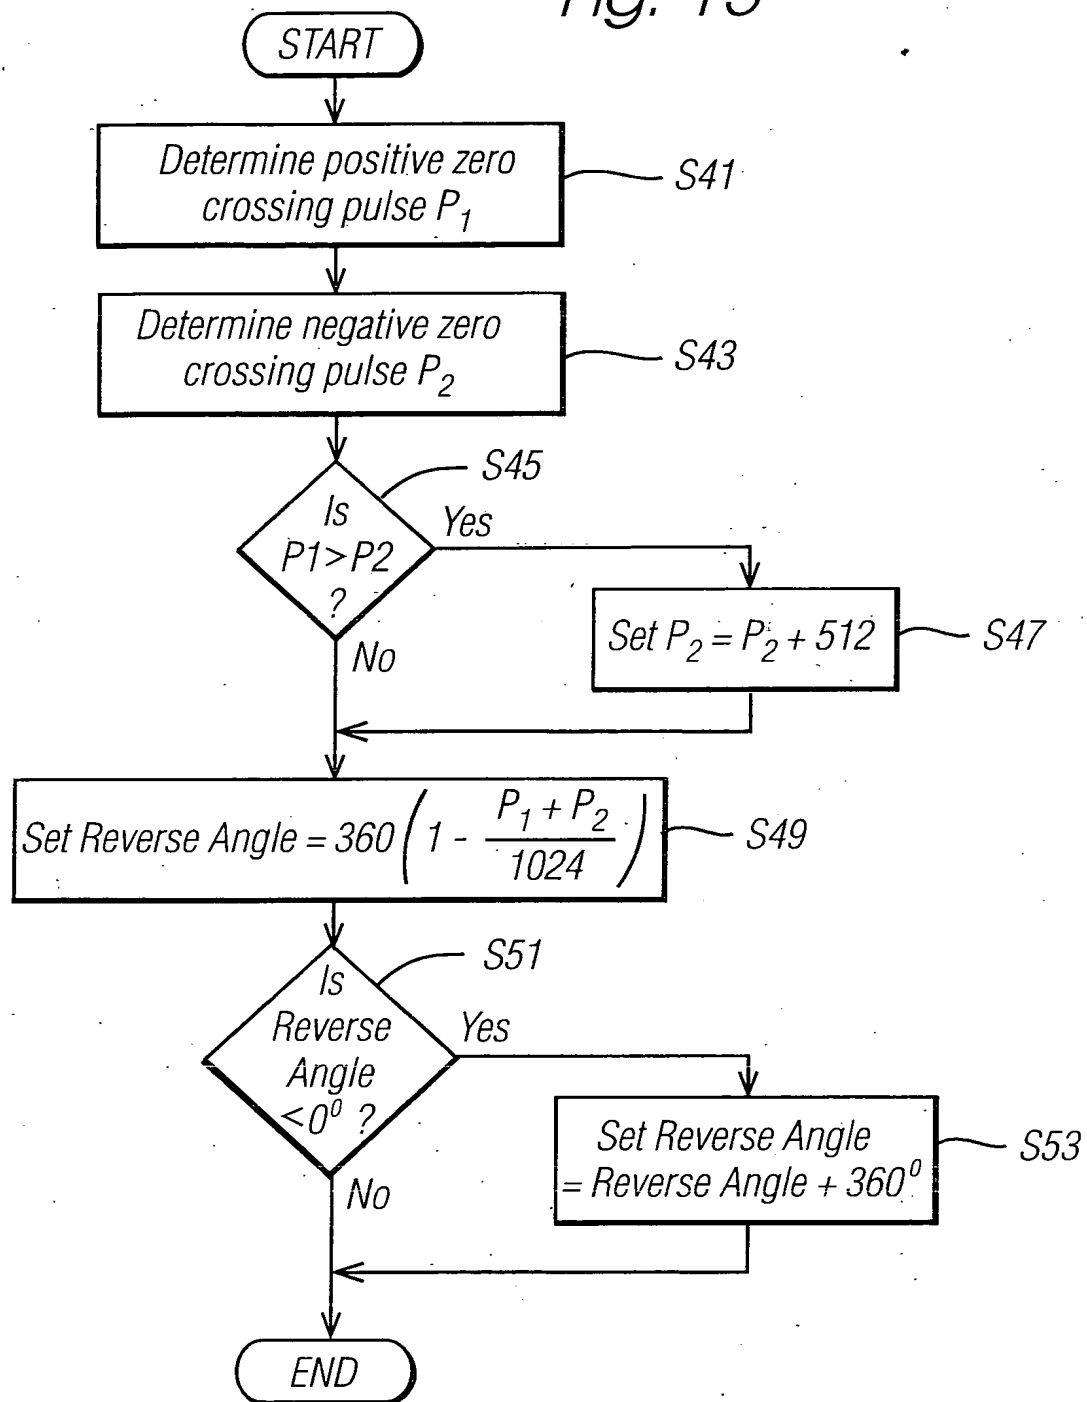 START
Determine positive zero
crossing pulse P1
S41
Determine negative zero
crossing pulse P2
S43
S45
Is
P1>P2
?
Yes
No
Set P2 = P2 + 512
S47
Set Reverse Angle = 360 ( 1 - P1 + P2 / 1024 )
S49
S51
Is
Reverse
Angle
<0⁰ ?
Yes
No
Set Reverse Angle
= Reverse Angle + 360⁰
S53
END